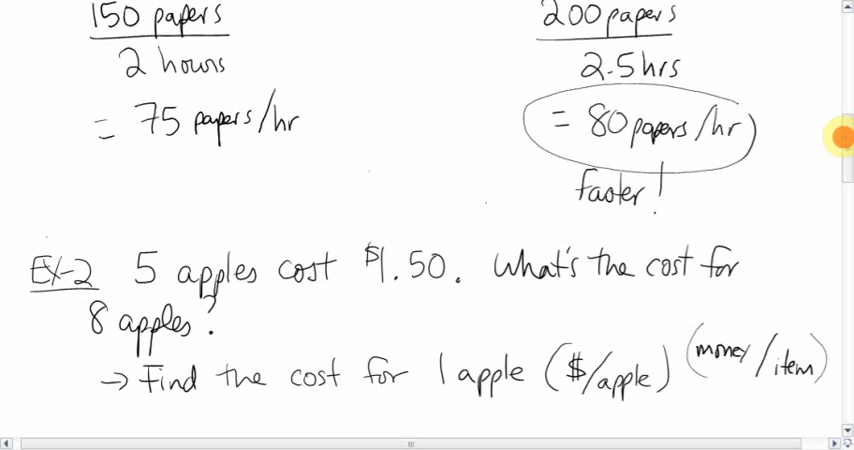 150 papers
2 hours
= 75 papers/hr
200 papers
2.5 hrs
= 80 papers/hr
faster!
EX-2 5 apples cost $1.50. What's the cost for
8 apples?
→ Find the cost for 1 apple ($/apple) (money/item)